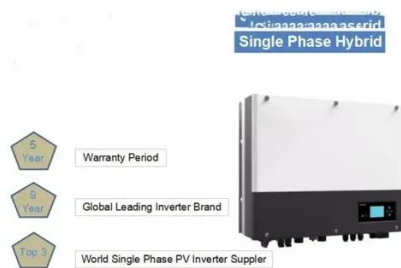 Single Phase Hybrid
5
Year
Warranty Period
9
Year
Global Leading Inverter Brand
Top 3
World Single Phase PV Inverter Suppler